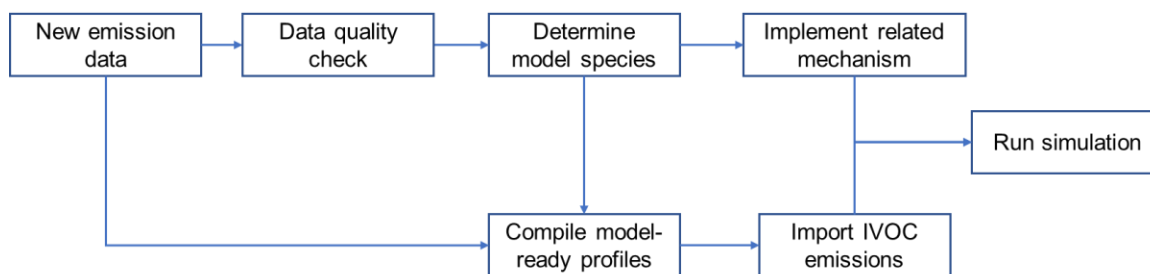 New emission
data
Data quality
check
Determine
model species
Implement related
mechanism
Run simulation
Compile model-
ready profiles
Import IVOC
emissions